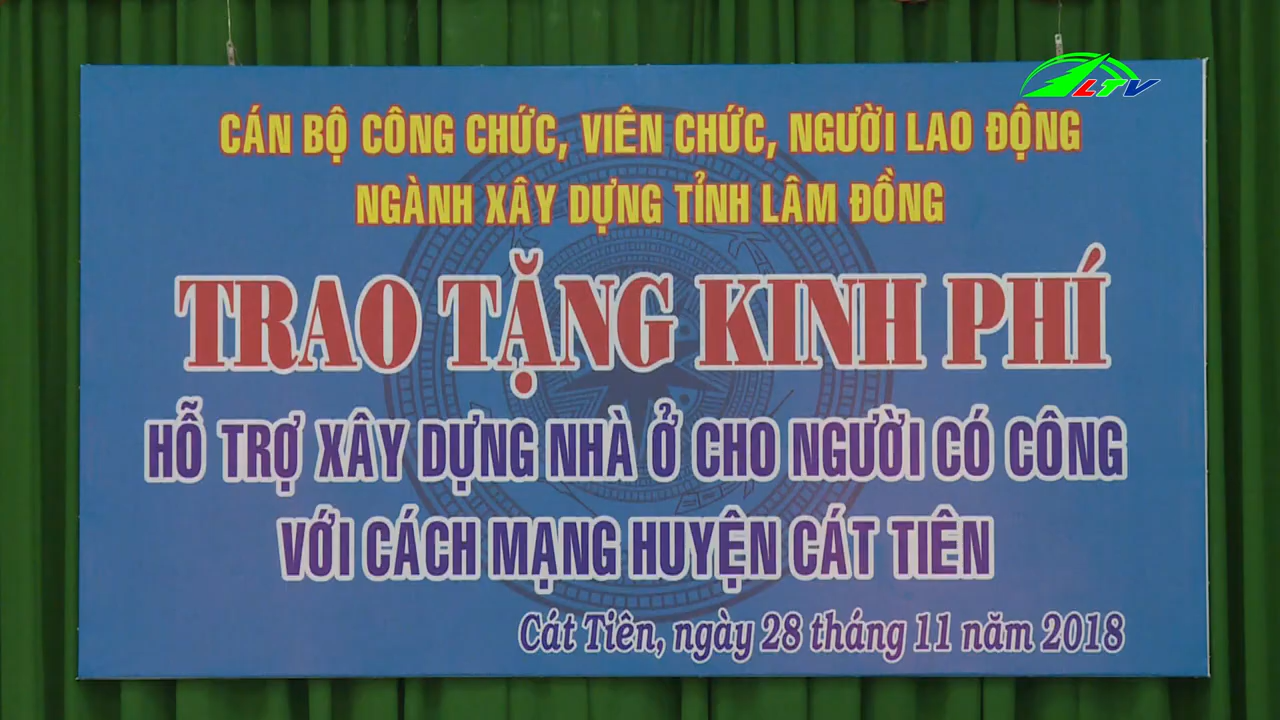 LTV
CÁN BỘ CÔNG CHỨC, VIÊN CHỨC, NGƯỜI LAO ĐỘNG
NGÀNH XÂY DỰNG TỈNH LÂM ĐỒNG
TRAO TẶNG KINH PHÍ
HỖ TRỢ XÂY DỰNG NHÀ Ở CHO NGƯỜI CÓ CÔNG
VỚI CÁCH MẠNG HUYỆN CÁT TIÊN
Cát Tiên, ngày 28 tháng 11 năm 2018